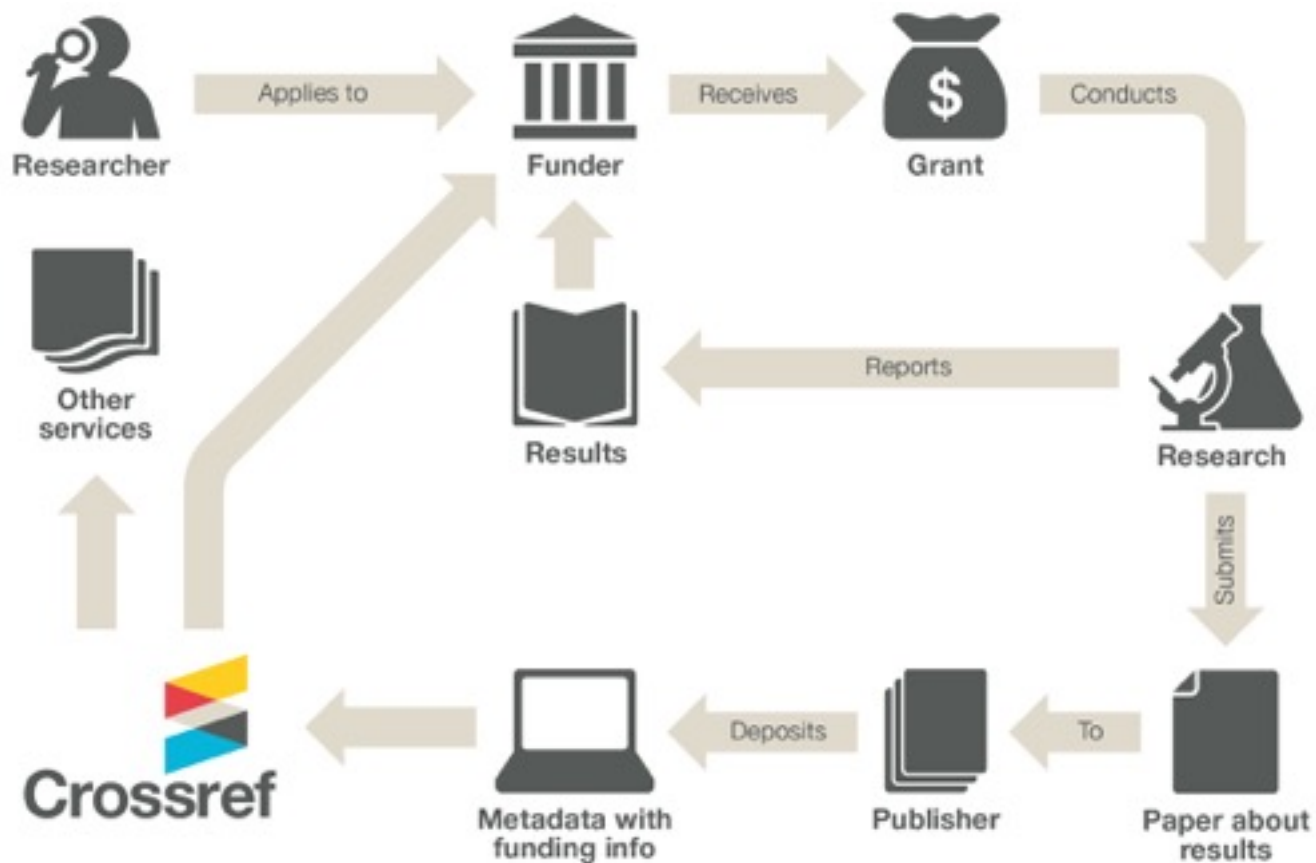 Applies to
Receives
$
Conducts
Researcher
Funder
Grant
Other
services
Results
Reports
Research
Submits
Crossref
Metadata with
funding info
Deposits
Publisher
To
Paper about
results